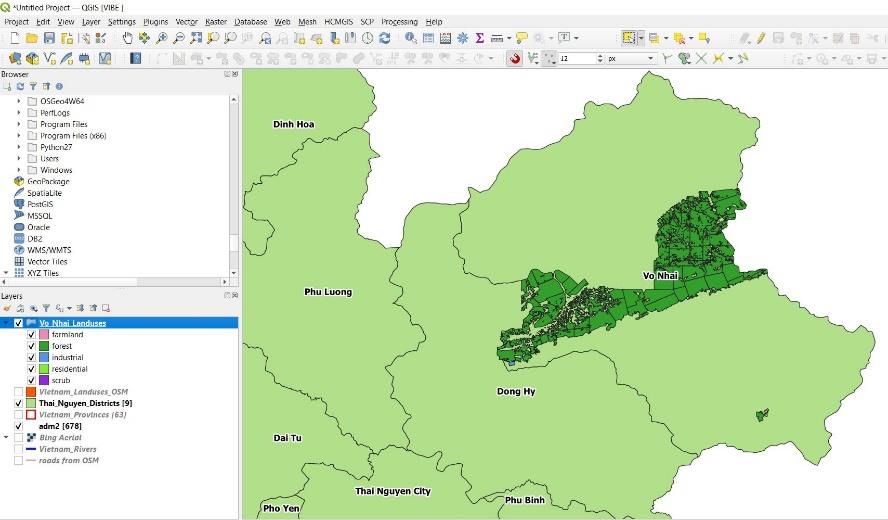 *Untitled Project — QGIS [VIBE ]
Project Edit View Layer Settings Plugins Vector Raster Database Web Mesh HCMGIS SCP Processing Help
12 px
Browser
OSGeo4W64
PerfLogs
Program Files
Program Files (x86)
Python27
Users
Windows
GeoPackage
SpatiaLite
PostGIS
MSSQL
Oracle
DB2
WMS/WMTS
Vector Tiles
XYZ Tiles
Layers
Vo_Nhai_Landuses
farmland
forest
industrial
residential
scrub
Vietnam_Landuses_OSM
Thai_Nguyen_Districts [9]
Vietnam_Provinces (63)
adm2 [678]
Bing Aerial
Vietnam_Rivers
roads from OSM
Dinh Hoa
Vo Nhai
Phu Luong
Dong Hy
Dai Tu
Thai Nguyen City
Phu Binh
Pho Yen